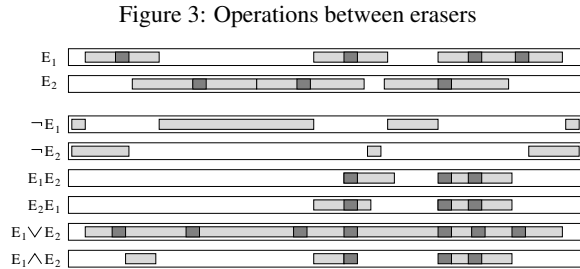 Figure 3: Operations between erasers
E₁
E₂
¬E₁
¬E₂
E₁E₂
E₂E₁
E₁∨E₂
E₁∧E₂